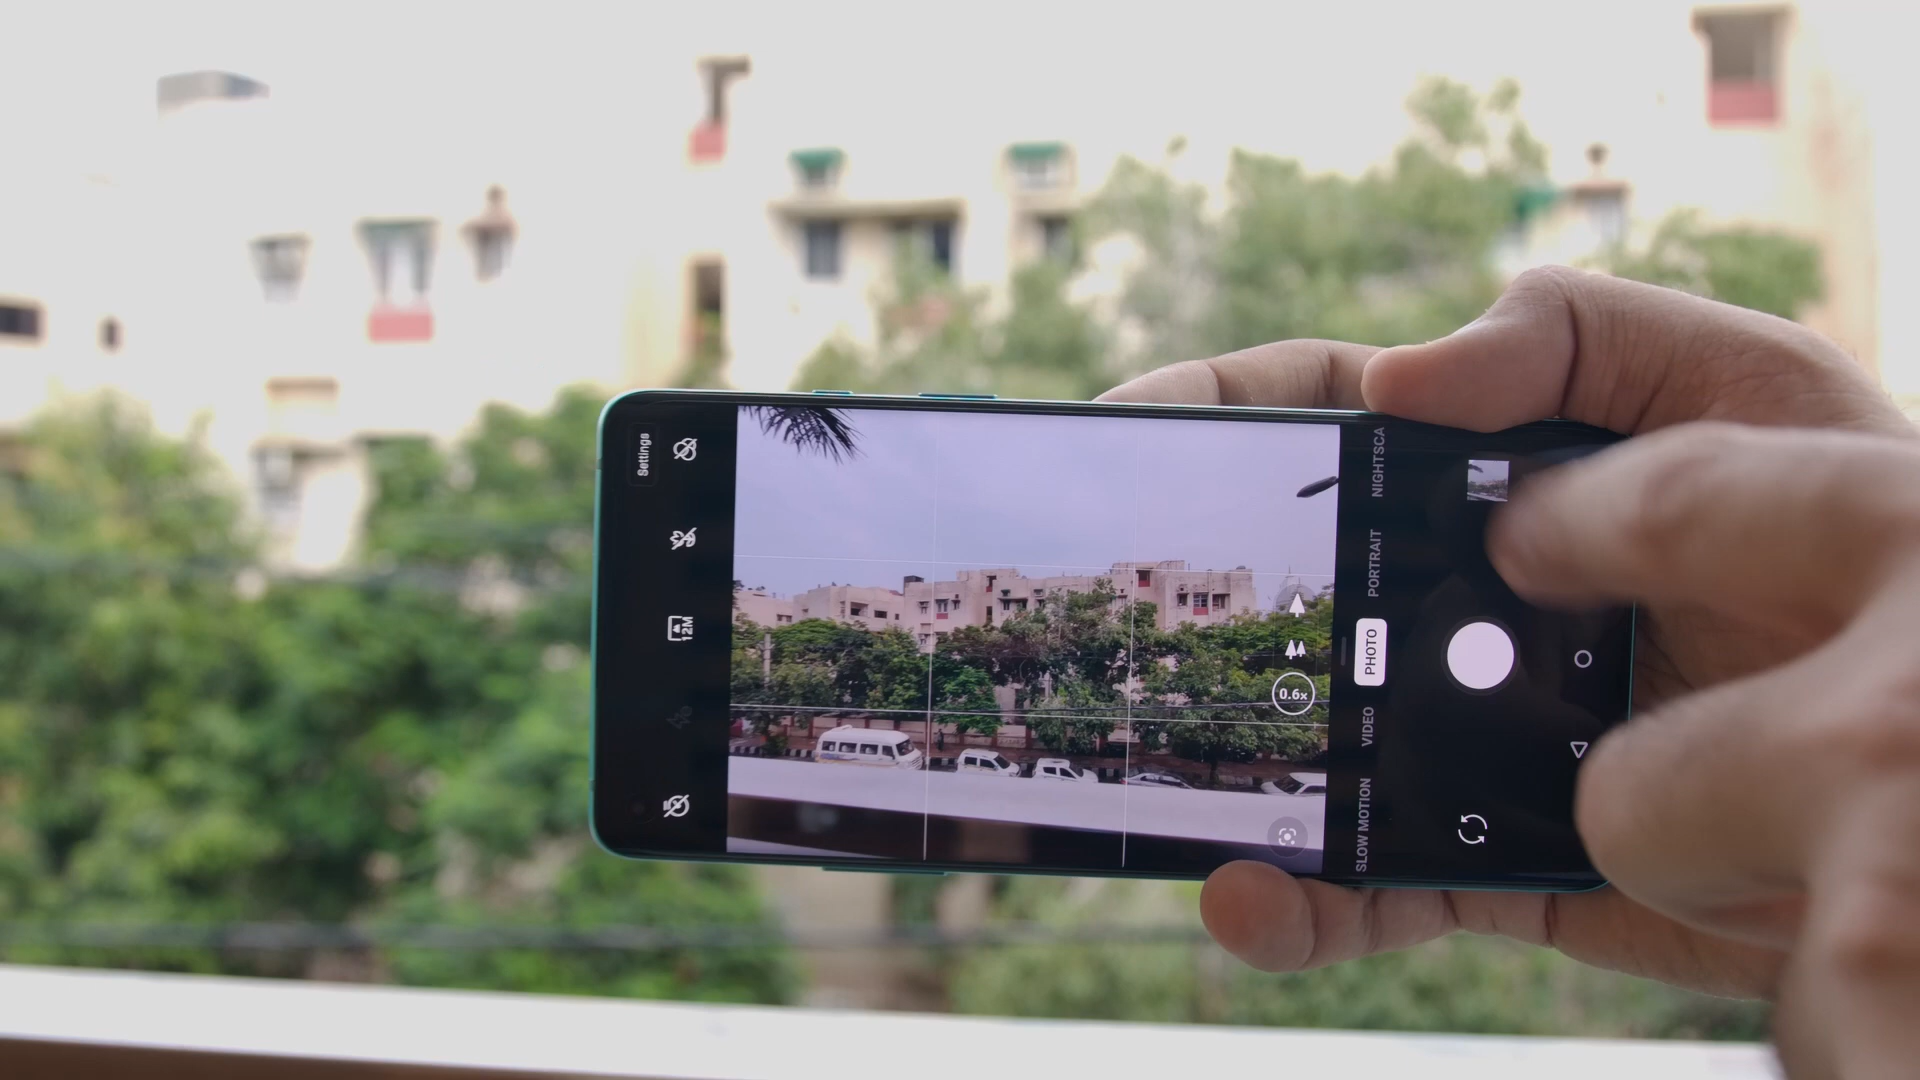 Settings
12M
0.6x
NIGHTSCA
PORTRAIT
PHOTO
VIDEO
SLOW MOTION